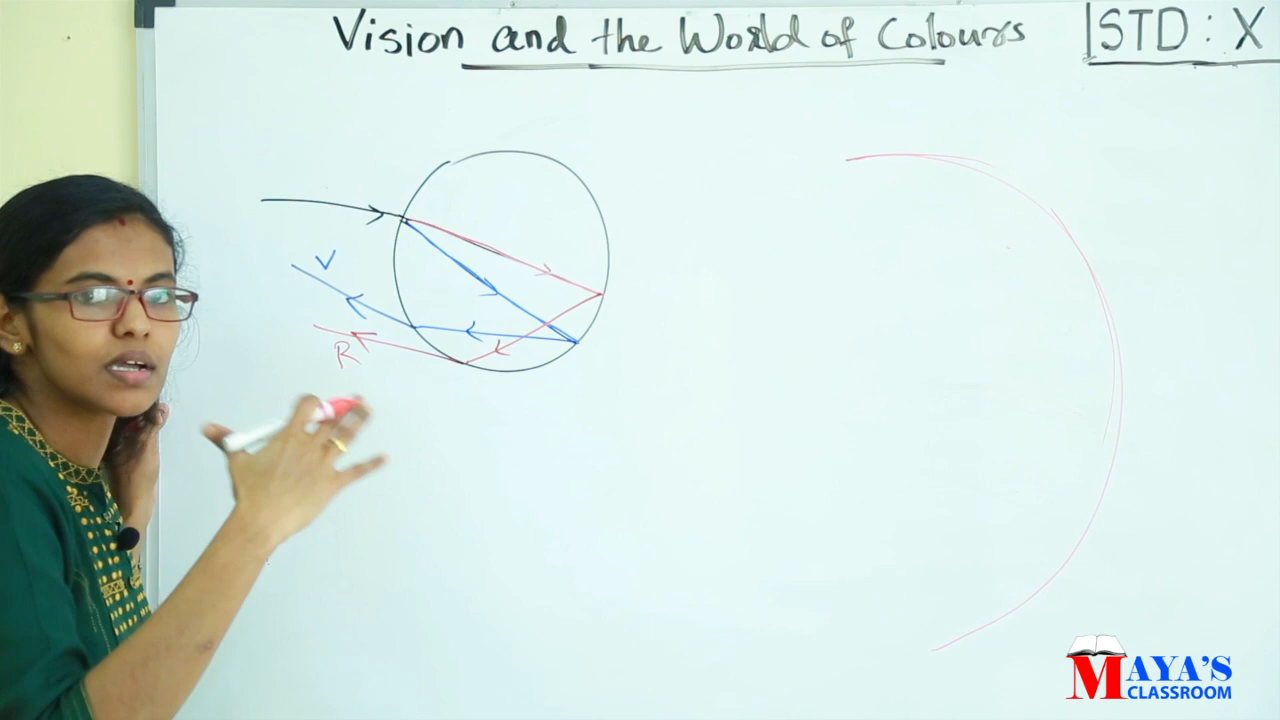 Vision and the World of Colours
STD : X
V
R
MAYA'S
CLASSROOM